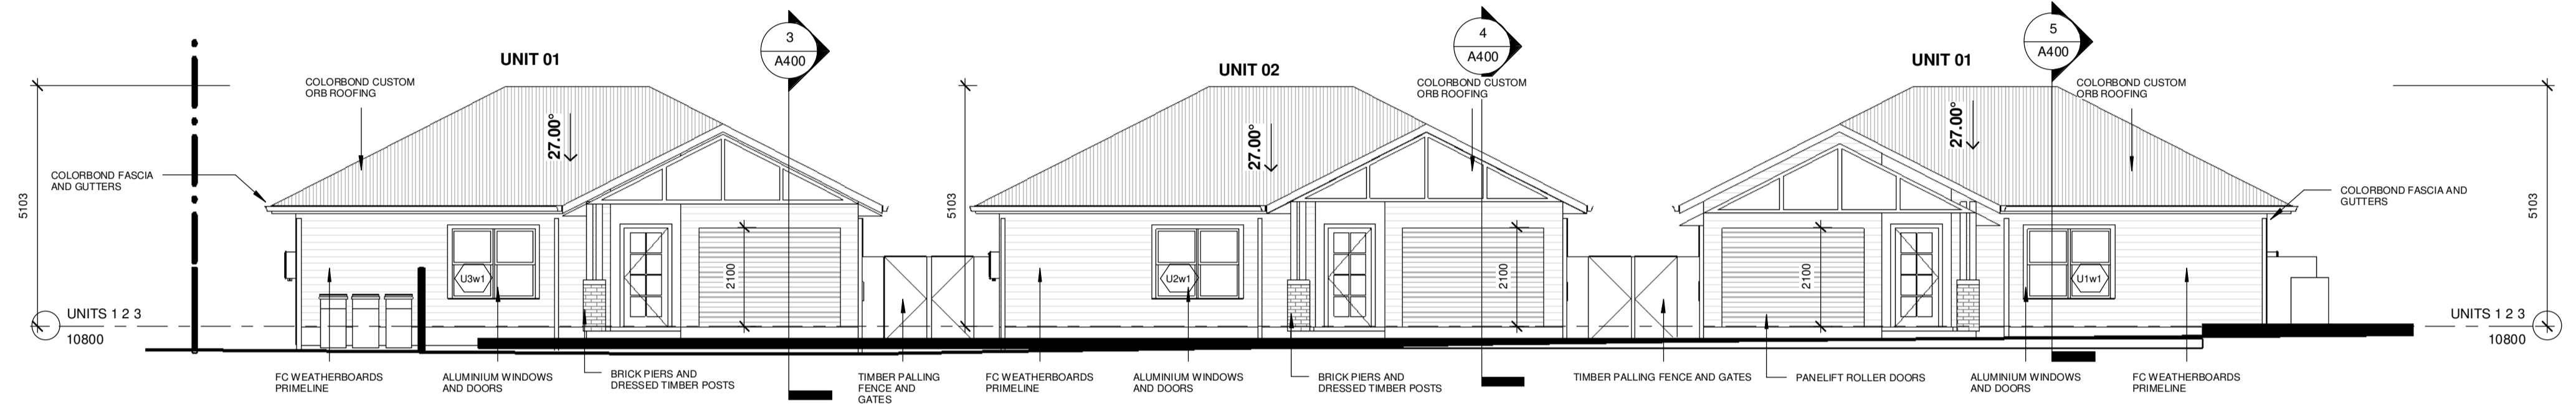 UNIT 01
3
A400
COLORBOND CUSTOM
ORB ROOFING
27.00°
5103
COLORBOND FASCIA
AND GUTTERS
U3w1
2100
UNITS 1 2 3
10800
FC WEATHERBOARDS
PRIMELINE
ALUMINIUM WINDOWS
AND DOORS
BRICK PIERS AND
DRESSED TIMBER POSTS
TIMBER PALLING
FENCE AND
GATES
UNIT 02
4
A400
COLORBOND CUSTOM
ORB ROOFING
27.00°
5103
U2w1
2100
FC WEATHERBOARDS
PRIMELINE
ALUMINIUM WINDOWS
AND DOORS
BRICK PIERS AND
DRESSED TIMBER POSTS
TIMBER PALLING FENCE AND GATES
UNIT 01
5
A400
COLORBOND CUSTOM
ORB ROOFING
27.00°
COLORBOND FASCIA AND
GUTTERS
5103
2100
U1w1
UNITS 1 2 3
10800
PANELIFT ROLLER DOORS
ALUMINIUM WINDOWS
AND DOORS
FC WEATHERBOARDS
PRIMELINE